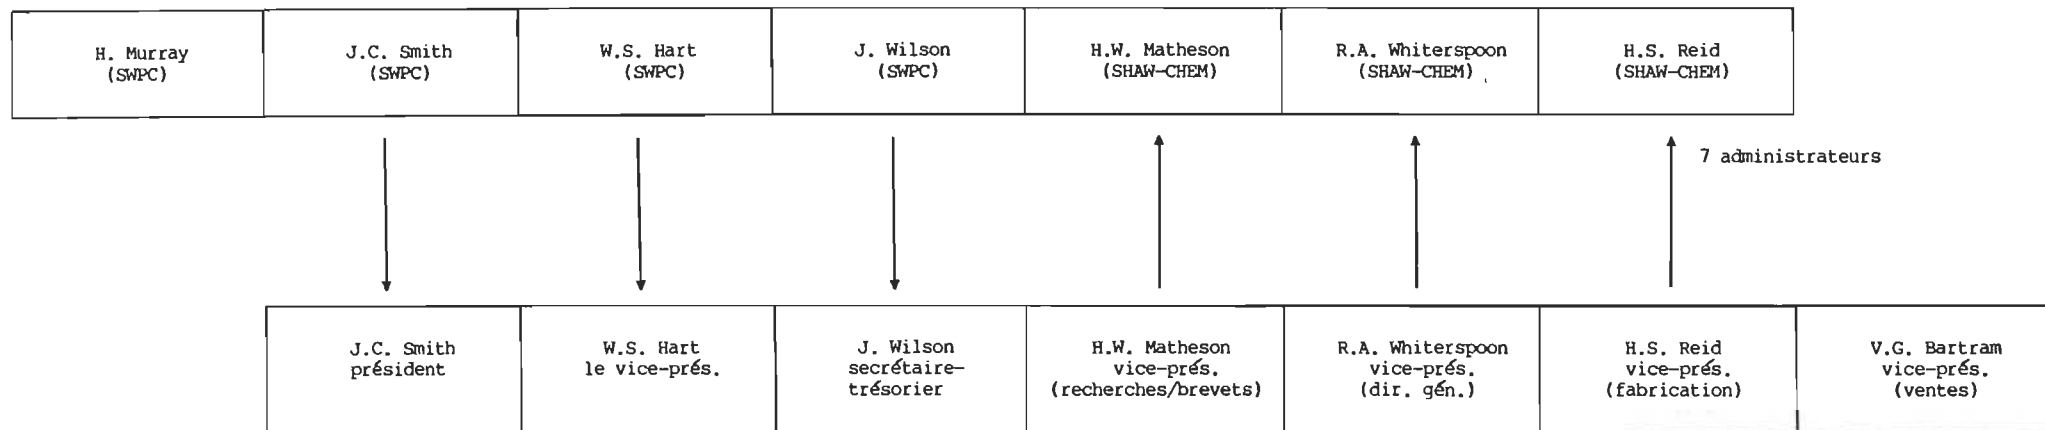 H. Murray
(SWPC)
J.C. Smith
(SWPC)
W.S. Hart
(SWPC)
J. Wilson
(SWPC)
H.W. Matheson
(SHAW-CHEM)
R.A. Whiterspoon
(SHAW-CHEM)
H.S. Reid
(SHAW-CHEM)
7 administrateurs
J.C. Smith
président
W.S. Hart
le vice-prés.
J. Wilson
secrétaire-
trésorier
H.W. Matheson
vice-prés.
(recherches/brevets)
R.A. Whiterspoon
vice-prés.
(dir. gén.)
H.S. Reid
vice-prés.
(fabrication)
V.G. Bartram
vice-prés.
(ventes)